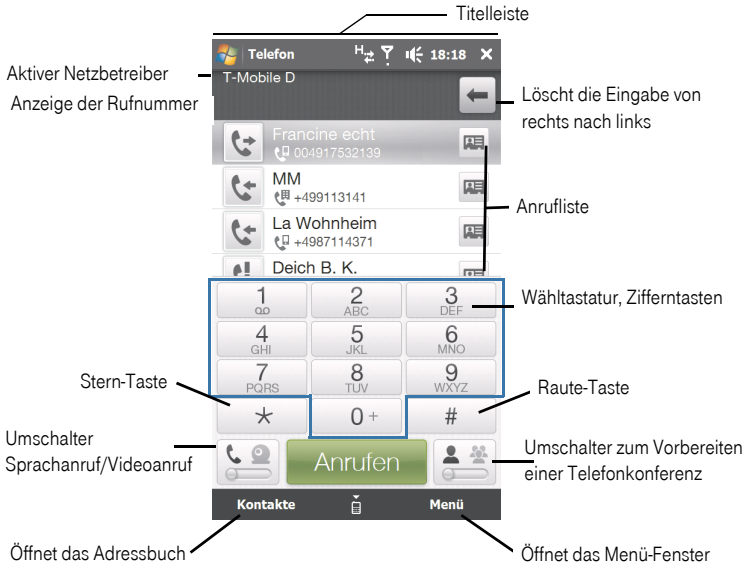 Titelleiste
Telefon H 18:18 X
Aktiver Netzbetreiber
T-Mobile D
Anzeige der Rufnummer
Löscht die Eingabe von
rechts nach links
Francine echt
004917532139
MM
+499113141
Anrufliste
La Wohnheim
+4987114371
Deich B. K.
1 2 3
ABC DEF
Wähltastatur, Zifferntasten
4 5 6
GHI JKL MNO
7 8 9
PQRS TUV WXYZ
Stern-Taste
Raute-Taste
* 0 + #
Umschalter
Sprachanruf/Videoanruf
Anrufen
Umschalter zum Vorbereiten
einer Telefonkonferenz
Kontakte Menü
Öffnet das Adressbuch
Öffnet das Menü-Fenster